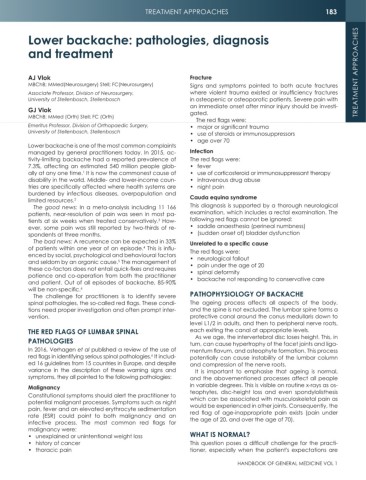 TREATMENT APPROACHES
183
TREATMENT APPROACHES
Lower backache: pathologies, diagnosis
and treatment
AJ Vlok
MBChB; MMed(Neurosurgery) Stell; FC(Neurosurgery)
Associate Professor, Division of Neurosurgery,
University of Stellenbosch, Stellenbosch
GJ Vlok
MBChB; MMed (Orth) Stell; FC (Orth)
Emeritus Professor, Division of Orthopaedic Surgery,
University of Stellenbosch, Stellenbosch
Lower backache is one of the most common complaints
managed by general practitioners today. In 2015, ac-
tivity-limiting backache had a reported prevalence of
7.3%, affecting an estimated 540 million people glob-
ally at any one time.¹ It is now the commonest cause of
disability in the world. Middle- and lower-income coun-
tries are specifically affected where health systems are
burdened by infectious diseases, overpopulation and
limited resources.²
The good news: In a meta-analysis including 11 166
patients, near-resolution of pain was seen in most pa-
tients at six weeks when treated conservatively.³ How-
ever, some pain was still reported by two-thirds of re-
spondents at three months.
The bad news: A recurrence can be expected in 33%
of patients within one year of an episode.⁴ This is influ-
enced by social, psychological and behavioural factors
and seldom by an organic cause.⁵ The management of
these co-factors does not entail quick-fixes and requires
patience and co-operation from both the practitioner
and patient. Out of all episodes of backache, 85-90%
will be non-specific.⁶
The challenge for practitioners is to identify severe
spinal pathologies, the so-called red flags. These condi-
tions need proper investigation and often prompt inter-
vention.
THE RED FLAGS OF LUMBAR SPINAL
PATHOLOGIES
In 2016, Verhagen et al published a review of the use of
red flags in identifying serious spinal pathologies.⁷ It includ-
ed 16 guidelines from 15 countries in Europe, and despite
variance in the description of these warning signs and
symptoms, they all pointed to the following pathologies:
Malignancy
Constitutional symptoms should alert the practitioner to
potential malignant processes. Symptoms such as night
pain, fever and an elevated erythrocyte sedimentation
rate (ESR) could point to both malignancy and an
infective process. The most common red flags for
malignancy were:
• unexplained or unintentional weight loss
• history of cancer
• thoracic pain
Fracture
Signs and symptoms pointed to both acute fractures
where violent trauma existed or insufficiency fractures
in osteopenic or osteoporotic patients. Severe pain with
an immediate onset after minor injury should be investi-
gated.
The red flags were:
• major or significant trauma
• use of steroids or immunosuppressors
• age over 70
Infection
The red flags were:
• fever
• use of corticosteroid or immunosuppressant therapy
• intravenous drug abuse
• night pain
Cauda equina syndrome
This diagnosis is supported by a thorough neurological
examination, which includes a rectal examination. The
following red flags cannot be ignored:
• saddle anaesthesia (perineal numbness)
• (sudden onset of) bladder dysfunction
Unrelated to a specific cause
The red flags were:
• neurological fallout
• pain under the age of 20
• spinal deformity
• backache not responding to conservative care
PATHOPHYSIOLOGY OF BACKACHE
The ageing process affects all aspects of the body,
and the spine is not excluded. The lumbar spine forms a
protective canal around the conus medullaris down to
level L1/2 in adults, and then to peripheral nerve roots,
each exiting the canal at appropriate levels.
As we age, the intervertebral disc loses height. This, in
turn, can cause hypertrophy of the facet joints and liga-
mentum flavum, and osteophyte formation. This process
potentially can cause instability of the lumbar column
and compression of the nerve roots.
It is important to emphasise that ageing is normal,
and the abovementioned processes affect all people
in variable degrees. This is visible on routine x-rays as os-
teophytes, disc-height loss and even spondylolisthesis
which can be associated with musculoskeletal pain as
would be experienced in other joints. Consequently, the
red flag of age-inappropriate pain exists (pain under
the age of 20, and over the age of 70).
WHAT IS NORMAL?
This question poses a difficult challenge for the practi-
tioner, especially when the patient's expectations are
HANDBOOK OF GENERAL MEDICINE VOL 1